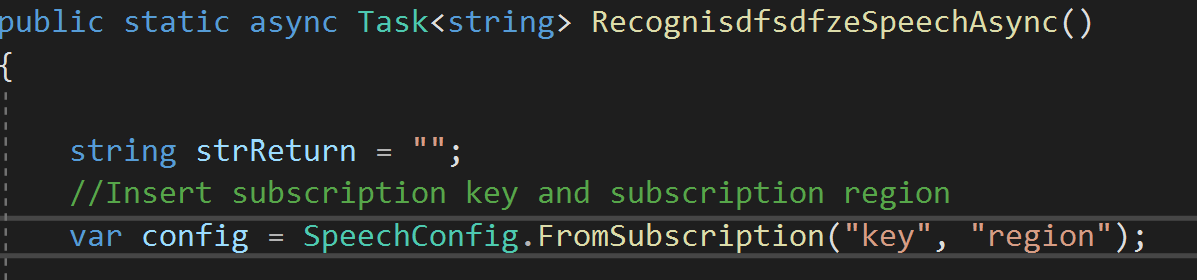 public static async Task<string> RecognisdfsdfzeSpeechAsync()
{
string strReturn = "";
//Insert subscription key and subscription region
var config = SpeechConfig.FromSubscription("key", "region");